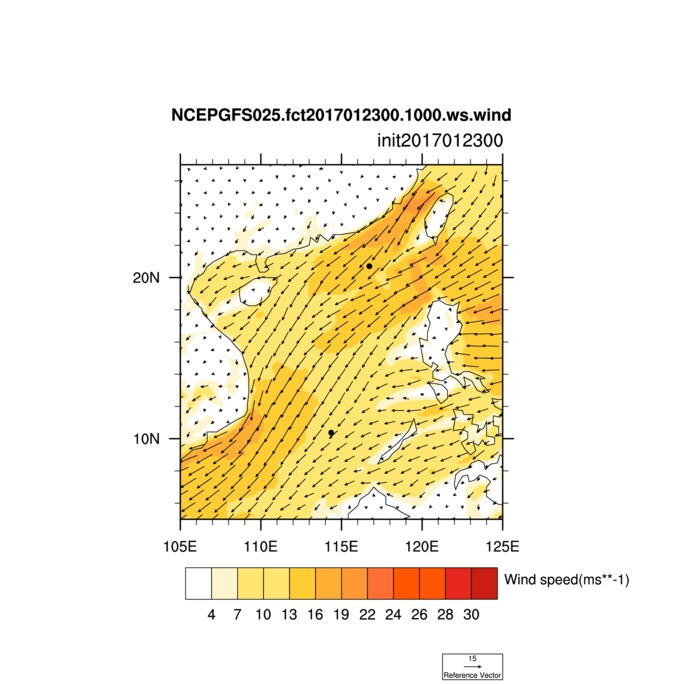 NCEPGFS025.fct2017012300.1000.ws.wind
init2017012300
20N
10N
105E 110E 115E 120E 125E
Wind speed(ms**-1)
4 7 10 13 16 19 22 24 26 28 30
15
Reference Vector